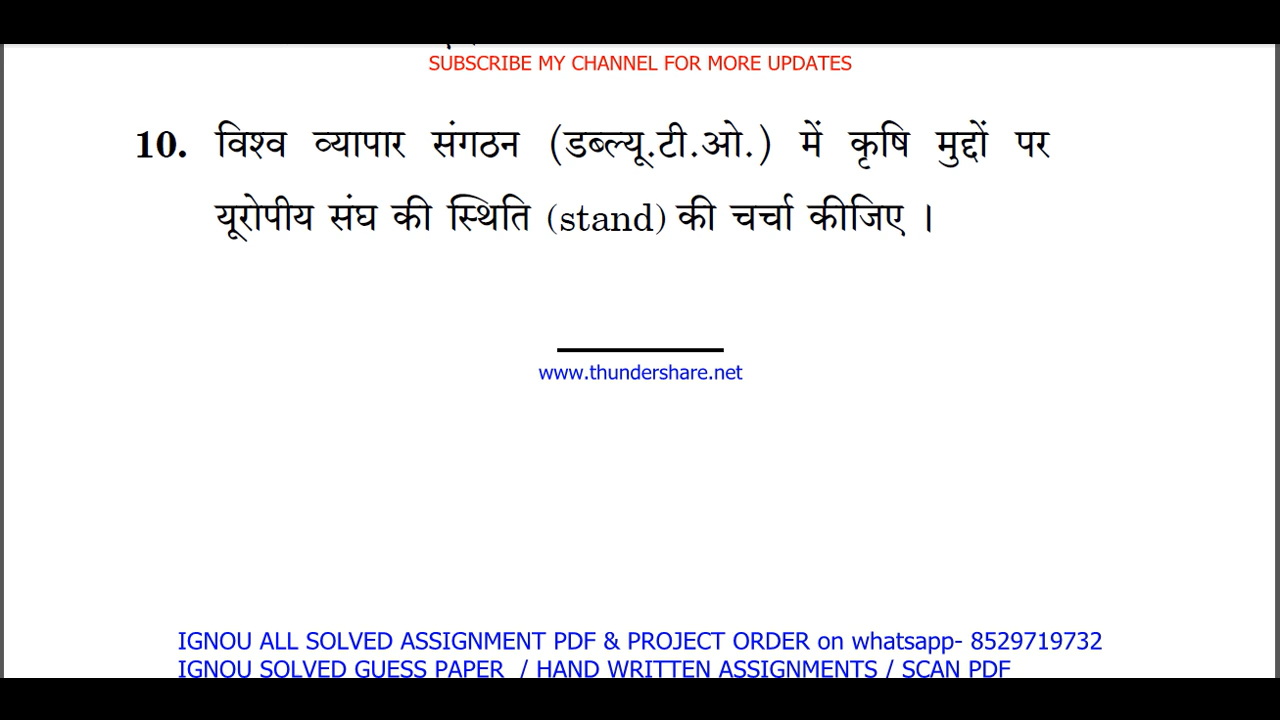 SUBSCRIBE MY CHANNEL FOR MORE UPDATES
10. विश्व व्यापार संगठन (डब्ल्यू.टी.ओ.) में कृषि मुद्दों पर
यूरोपीय संघ की स्थिति (stand) की चर्चा कीजिए ।
www.thundershare.net
IGNOU ALL SOLVED ASSIGNMENT PDF & PROJECT ORDER on whatsapp- 8529719732
IGNOU SOLVED GUESS PAPER / HAND WRITTEN ASSIGNMENTS / SCAN PDF